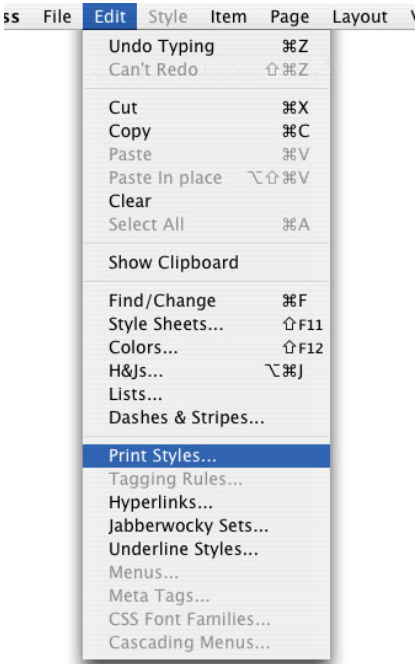 ss File Edit Style Item Page Layout
Undo Typing ⌘Z
Can't Redo ⇧⌘Z
Cut ⌘X
Copy ⌘C
Paste ⌘V
Paste In place ⌥⇧⌘V
Clear
Select All ⌘A
Show Clipboard
Find/Change ⌘F
Style Sheets... ⇧F11
Colors... ⇧F12
H&Js... ⌥⌘J
Lists...
Dashes & Stripes...
Print Styles...
Tagging Rules...
Hyperlinks...
Jabberwocky Sets...
Underline Styles...
Menus...
Meta Tags...
CSS Font Families...
Cascading Menus...